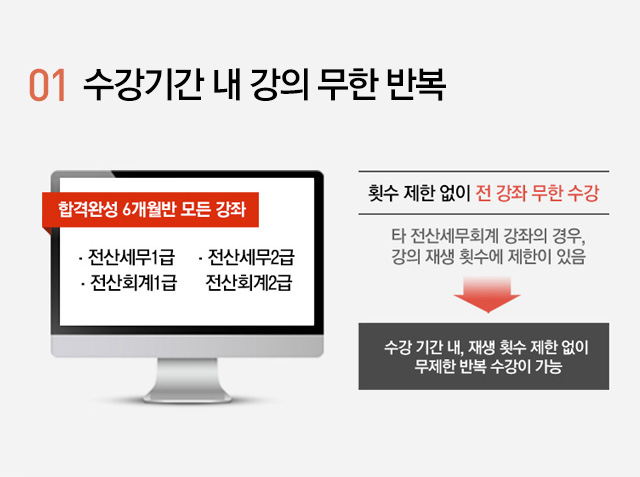 01 수강기간 내 강의 무한 반복
합격완성 6개월반 모든 강좌
· 전산세무1급 · 전산세무2급
· 전산회계1급 전산회계2급
횟수 제한 없이 전 강좌 무한 수강
타 전산세무회계 강좌의 경우,
강의 재생 횟수에 제한이 있음
수강 기간 내, 재생 횟수 제한 없이
무제한 반복 수강이 가능